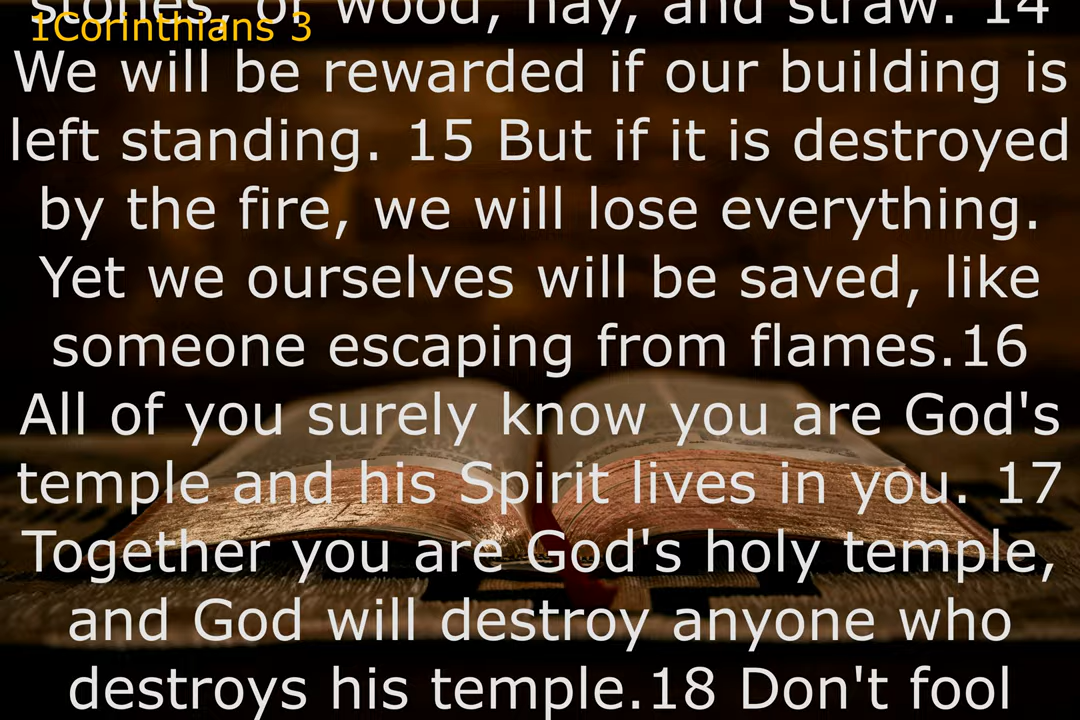 stones, or wood, hay, and straw. 14
1Corinthians 3
We will be rewarded if our building is
left standing. 15 But if it is destroyed
by the fire, we will lose everything.
Yet we ourselves will be saved, like
someone escaping from flames.16
All of you surely know you are God's
temple and his Spirit lives in you. 17
Together you are God's holy temple,
and God will destroy anyone who
destroys his temple.18 Don't fool